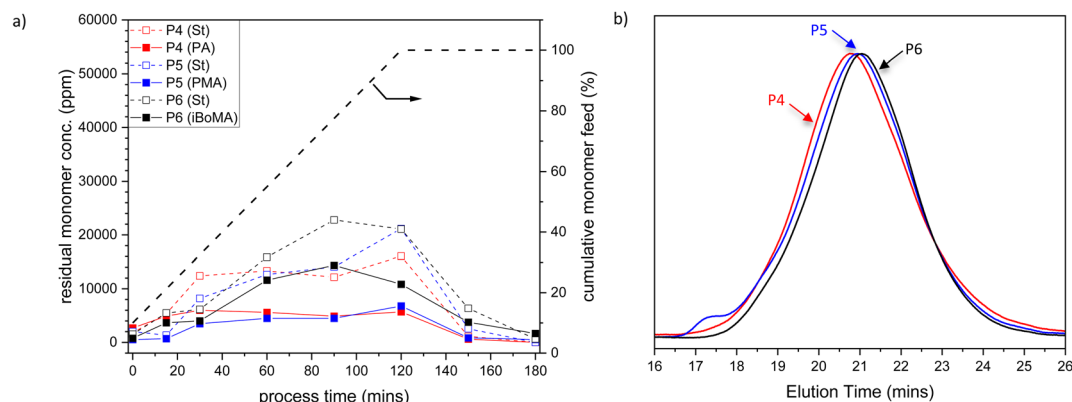 a)
60000
50000
40000
30000
20000
10000
0
residual monomer conc. (ppm)
P4 (St)
P4 (PA)
P5 (St)
P5 (PMA)
P6 (St)
P6 (iBoMA)
100
80
60
40
20
0
cumulative monomer feed (%)
0 20 40 60 80 100 120 140 160 180
process time (mins)
b)
P5
P6
P4
16 17 18 19 20 21 22 23 24 25 26
Elution Time (mins)